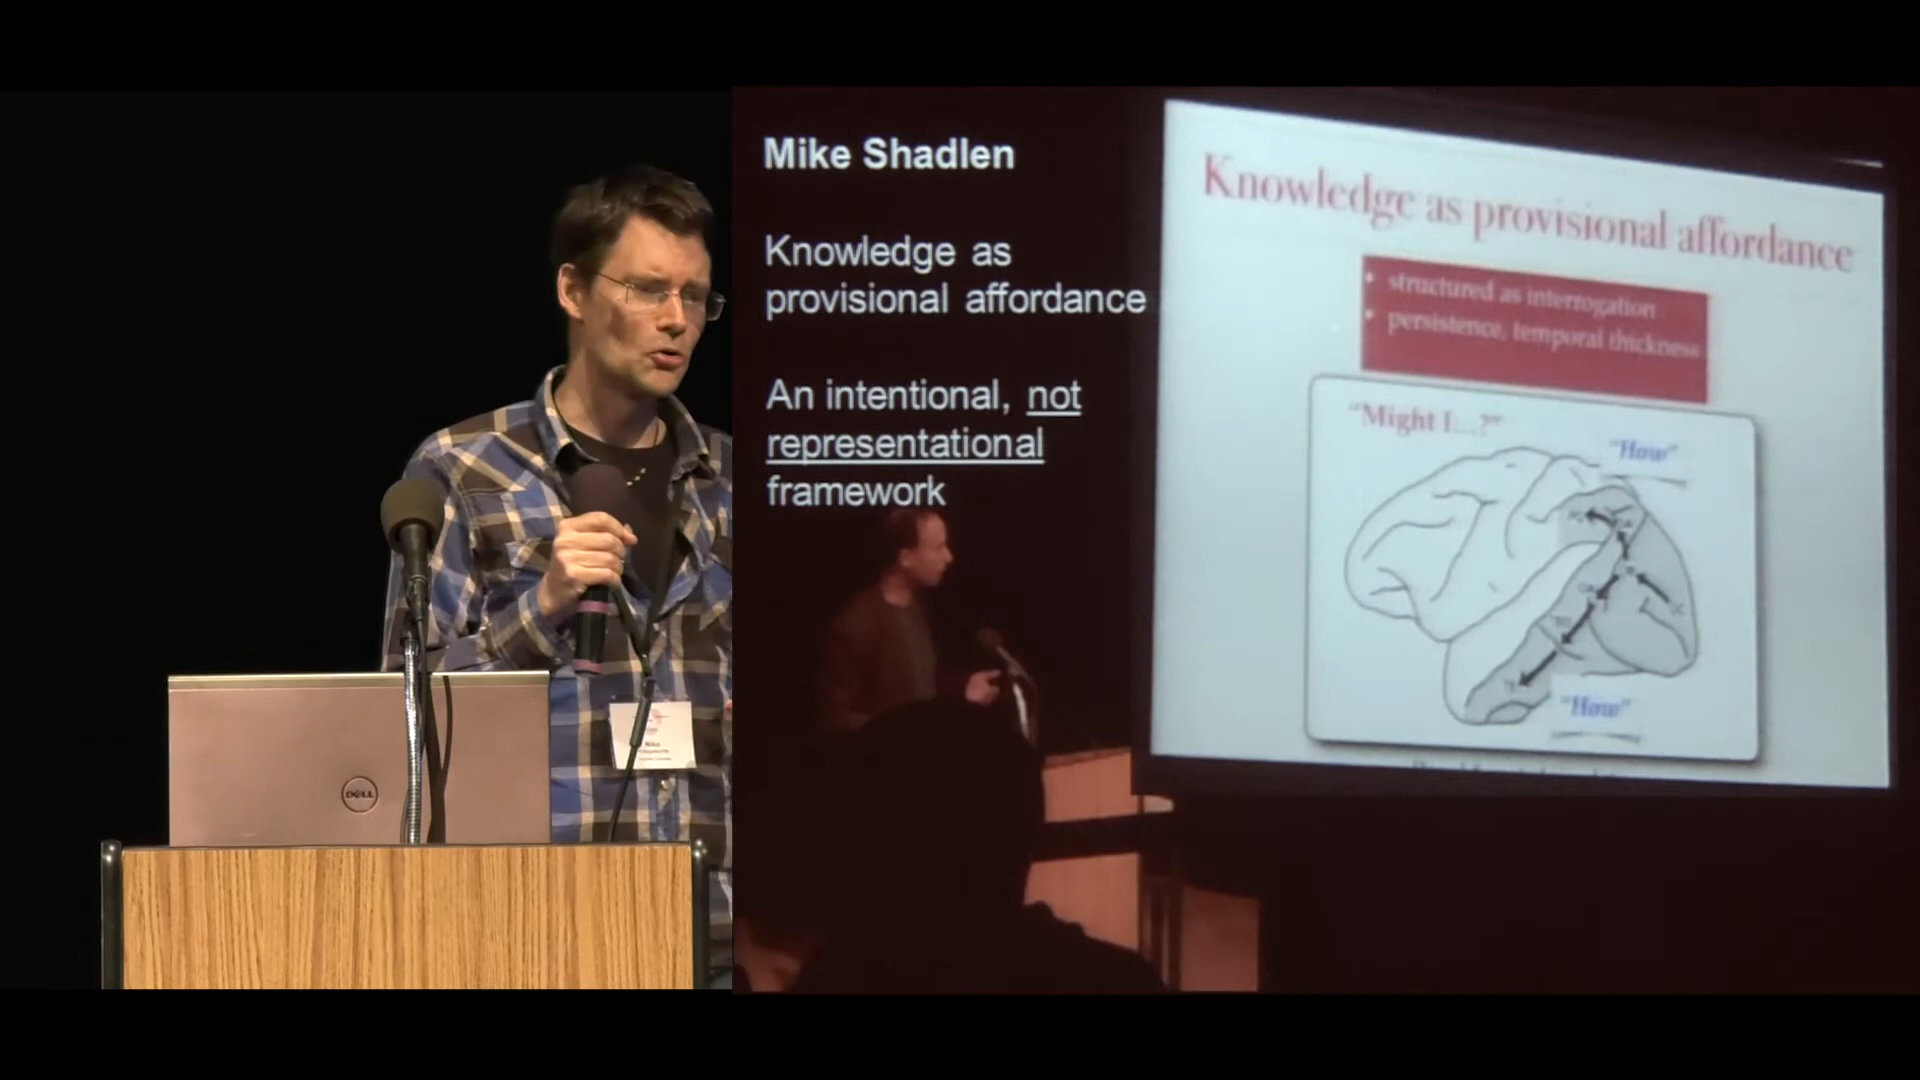 Mike Shadlen
Knowledge as
provisional affordance
An intentional, not
representational
framework
Knowledge as provisional affordance
structured as interrogation
persistence, temporal thickness
"Might I...?"
"How"
"How"
DELL
Niko